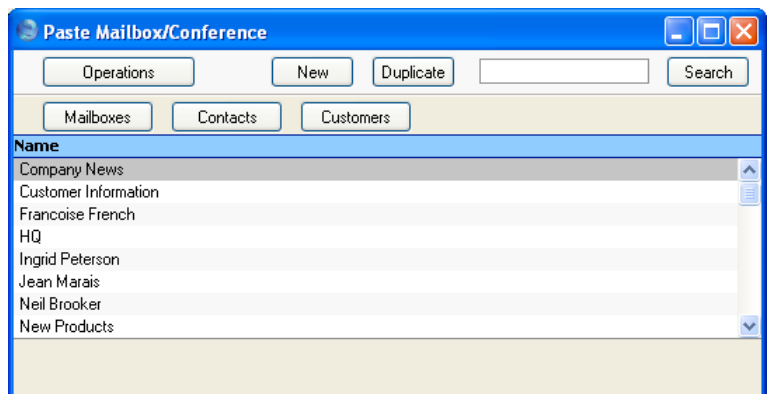 Paste Mailbox/Conference
Operations New Duplicate Search
Mailboxes Contacts Customers
Name
Company News
Customer Information
Francoise French
HQ
Ingrid Peterson
Jean Marais
Neil Brooker
New Products